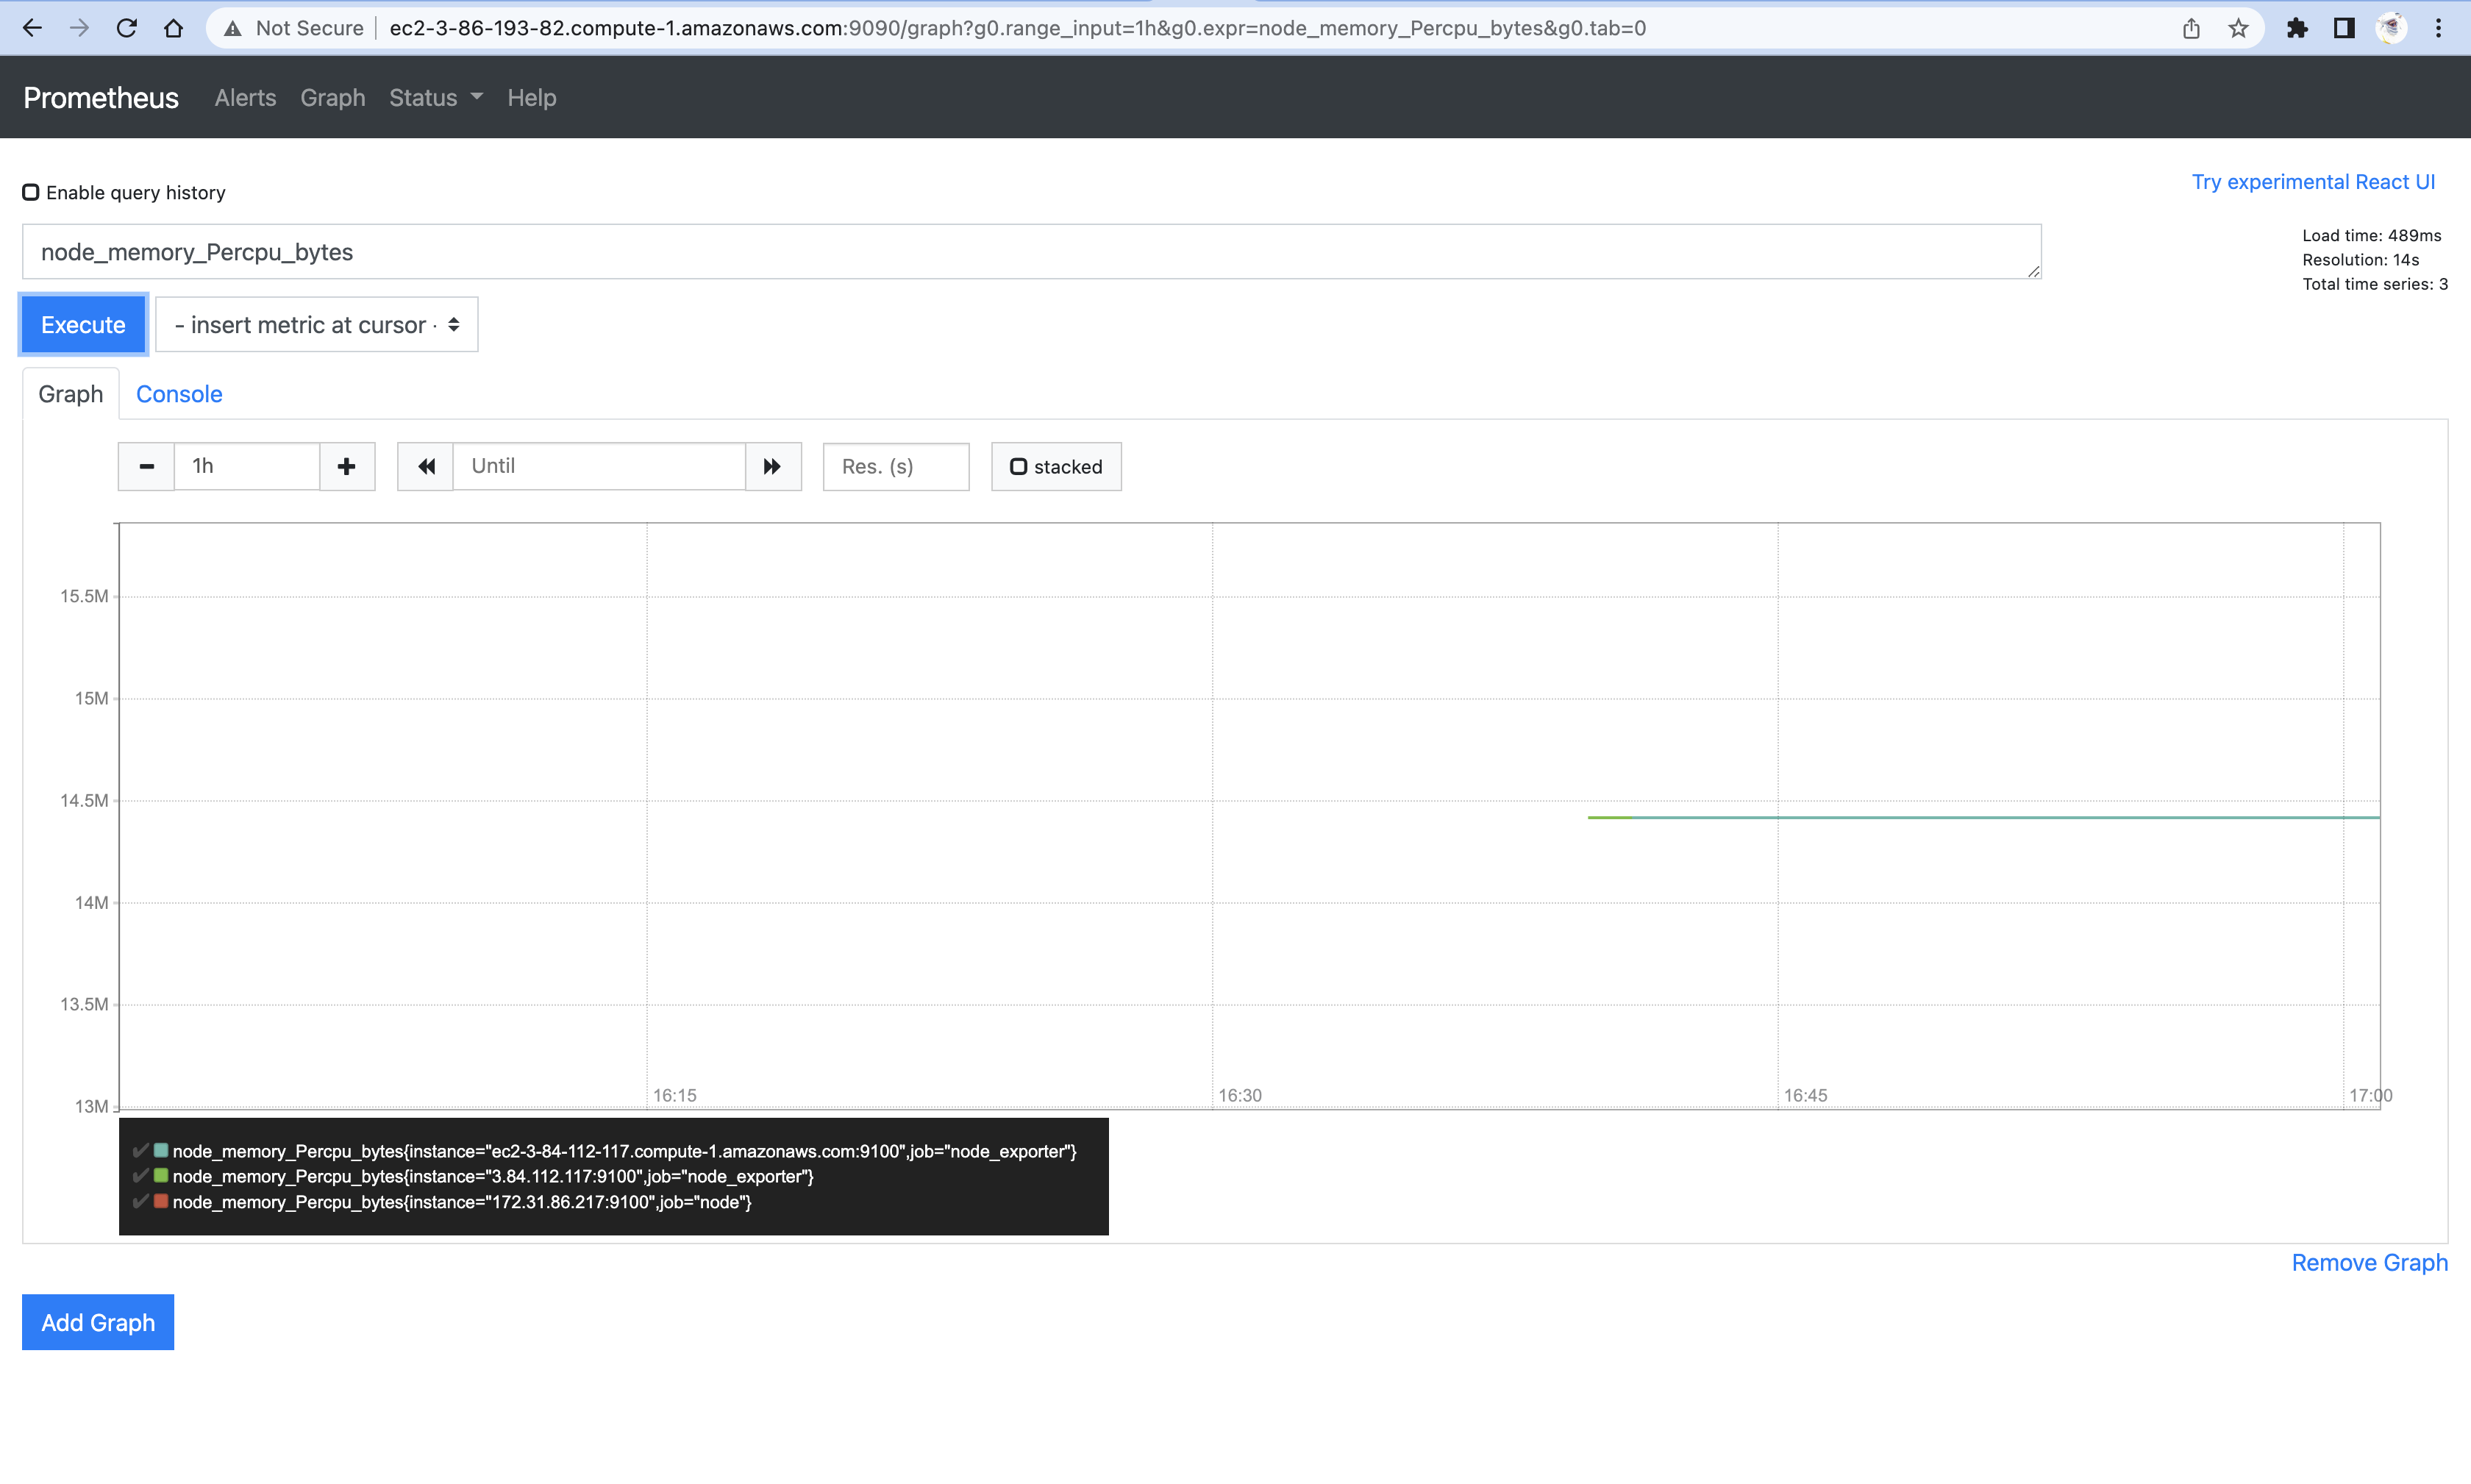 Not Secure ec2-3-86-193-82.compute-1.amazonaws.com:9090/graph?g0.range_input=1h&g0.expr=node_memory_Percpu_bytes&g0.tab=0
Prometheus Alerts Graph Status Help
Enable query history
Try experimental React UI
node_memory_Percpu_bytes
Load time: 489ms
Resolution: 14s
Total time series: 3
Execute - insert metric at cursor -
Graph Console
1h Until Res. (s) stacked
15.5M
15M
14.5M
14M
13.5M
13M
16:15 16:30 16:45 17:00
node_memory_Percpu_bytes{instance="ec2-3-84-112-117.compute-1.amazonaws.com:9100",job="node_exporter"}
node_memory_Percpu_bytes{instance="3.84.112.117:9100",job="node_exporter"}
node_memory_Percpu_bytes{instance="172.31.86.217:9100",job="node"}
Remove Graph
Add Graph